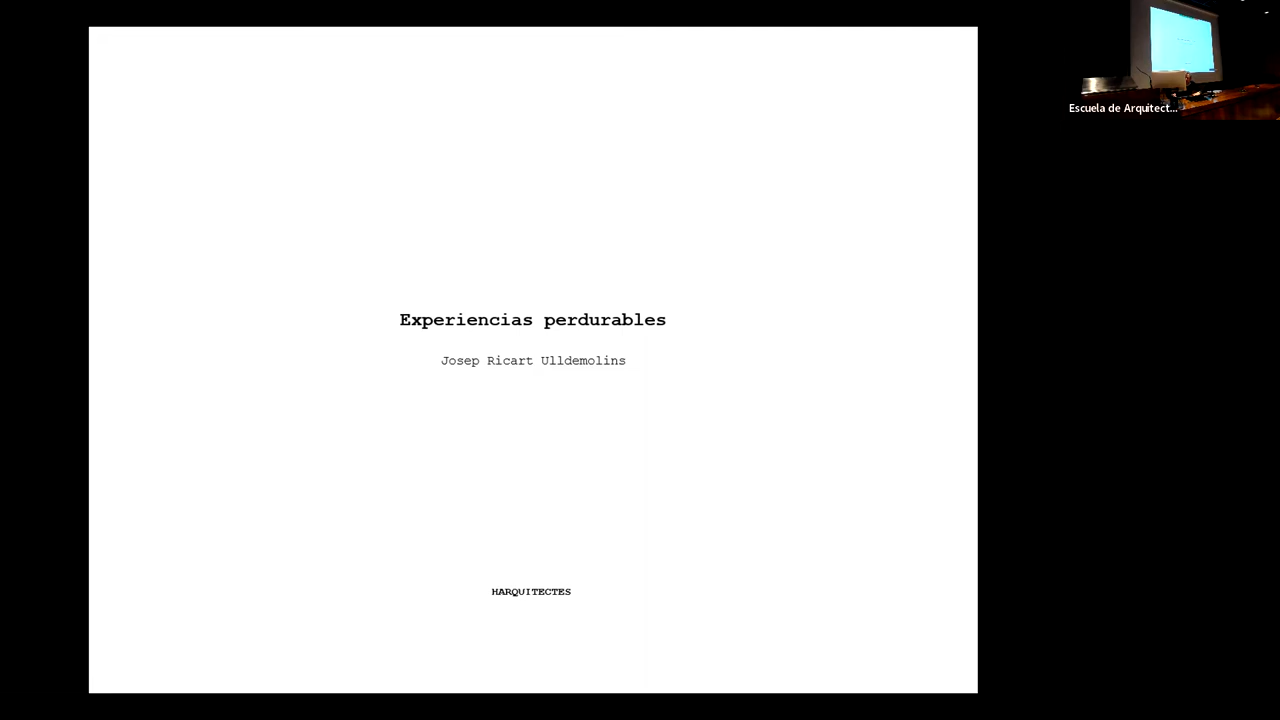 Experiencias perdurables
Josep Ricart Ulldemolins
HARQUITECTES
Escuela de Arquitect...